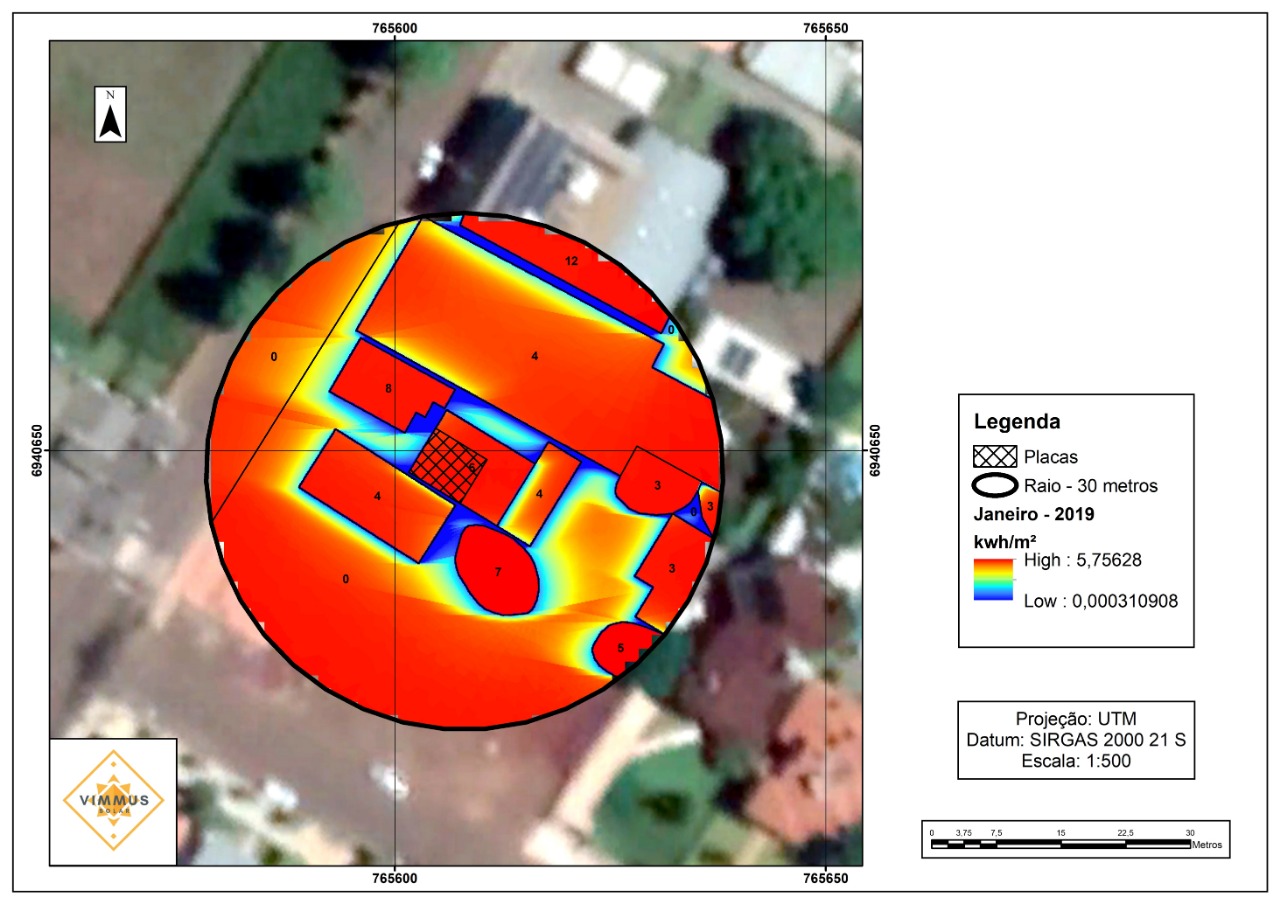 765600
765650
N
12
0
0
4
8
6940650
6940650
6
3
4
4
3
0
7
3
0
5
Legenda
Placas
Raio - 30 metros
Janeiro - 2019
kwh/m²
High : 5,75628
Low : 0,000310908
Projeção: UTM
Datum: SIRGAS 2000 21 S
Escala: 1:500
0 3,75 7,5 15 22,5 30
Metros
VIMMUS
SOLAR
765600
765650